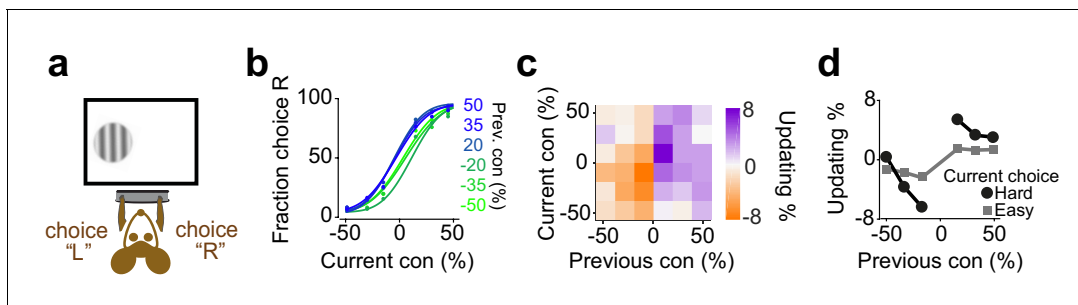 a
choice
"L"
choice
"R"
b
Fraction choice R
100
50
0
-50
0
50
Current con (%)
50
35
20
-20
-35
-50
Prev. con (%)
c
Current con (%)
50
0
-50
-50
0
50
Previous con (%)
8
0
-8
Updating %
d
Updating %
8
0
-8
Current choice
Hard
Easy
-50
0
50
Previous con (%)